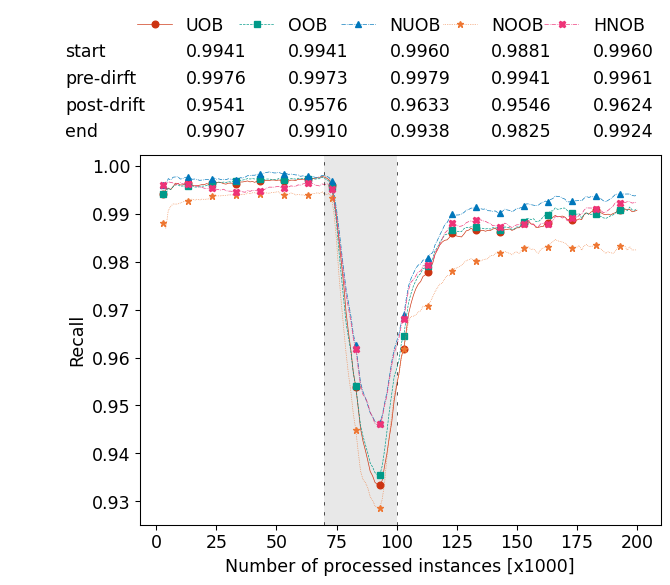 UOB OOB NUOB NOOB HNOB
start 0.9941 0.9941 0.9960 0.9881 0.9960
pre-dirft 0.9976 0.9973 0.9979 0.9941 0.9961
post-drift 0.9541 0.9576 0.9633 0.9546 0.9624
end 0.9907 0.9910 0.9938 0.9825 0.9924
1.00
0.99
0.98
0.97
0.96
0.95
0.94
0.93
Recall
0 25 50 75 100 125 150 175 200
Number of processed instances [x1000]